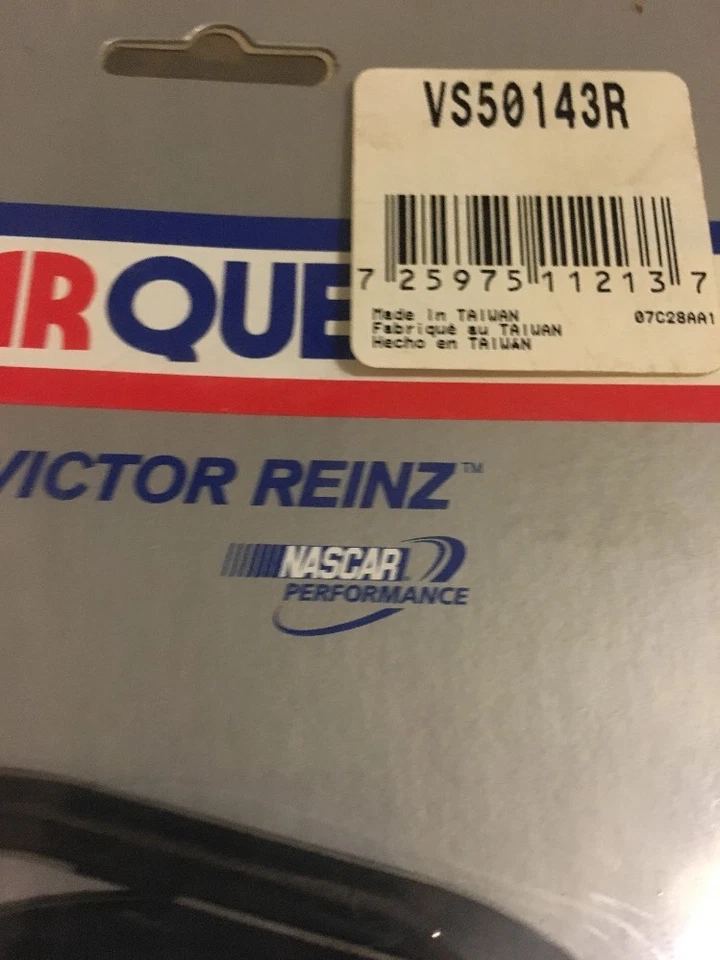 VS50143R
7 25975 11213 7
Made in TAIWAN
Fabriqué au TAIWAN
Hecho en TAIWAN
07C28AA1
RQUE
VICTOR REINZ™
NASCAR
PERFORMANCE